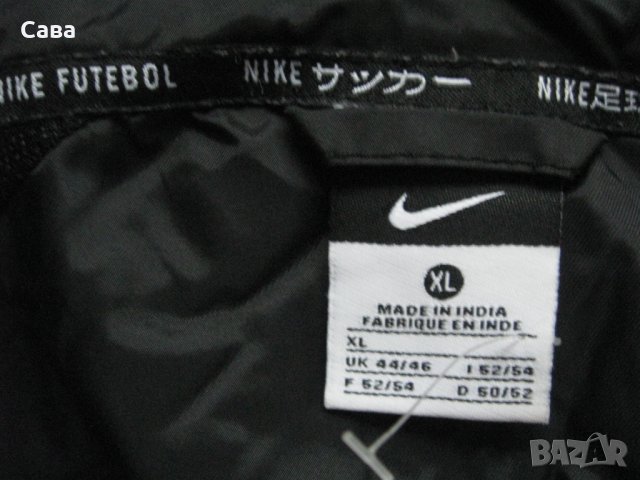 Сава
NIKE FUTEBOL
NIKE サッカー
NIKE足球
XL
MADE IN INDIA
FABRIQUE EN INDE
XL
UK 44/46 I 52/54
F 52/54 D 50/52
BAZAR